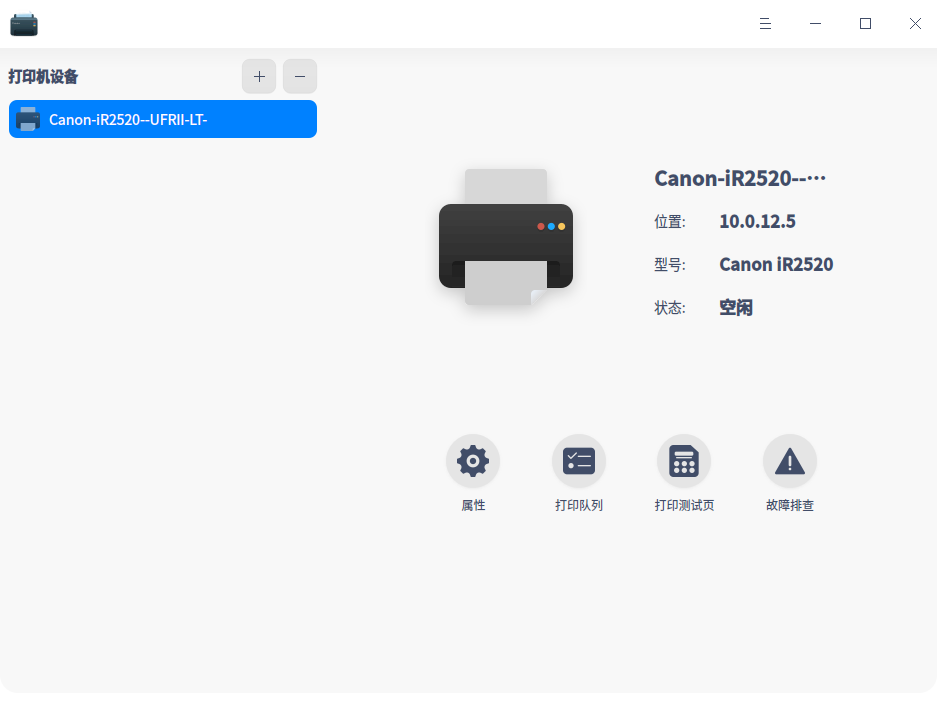 打印机设备
Canon-iR2520--UFRII-LT-
Canon-iR2520--···
位置: 10.0.12.5
型号: Canon iR2520
状态: 空闲
属性 打印队列 打印测试页 故障排查